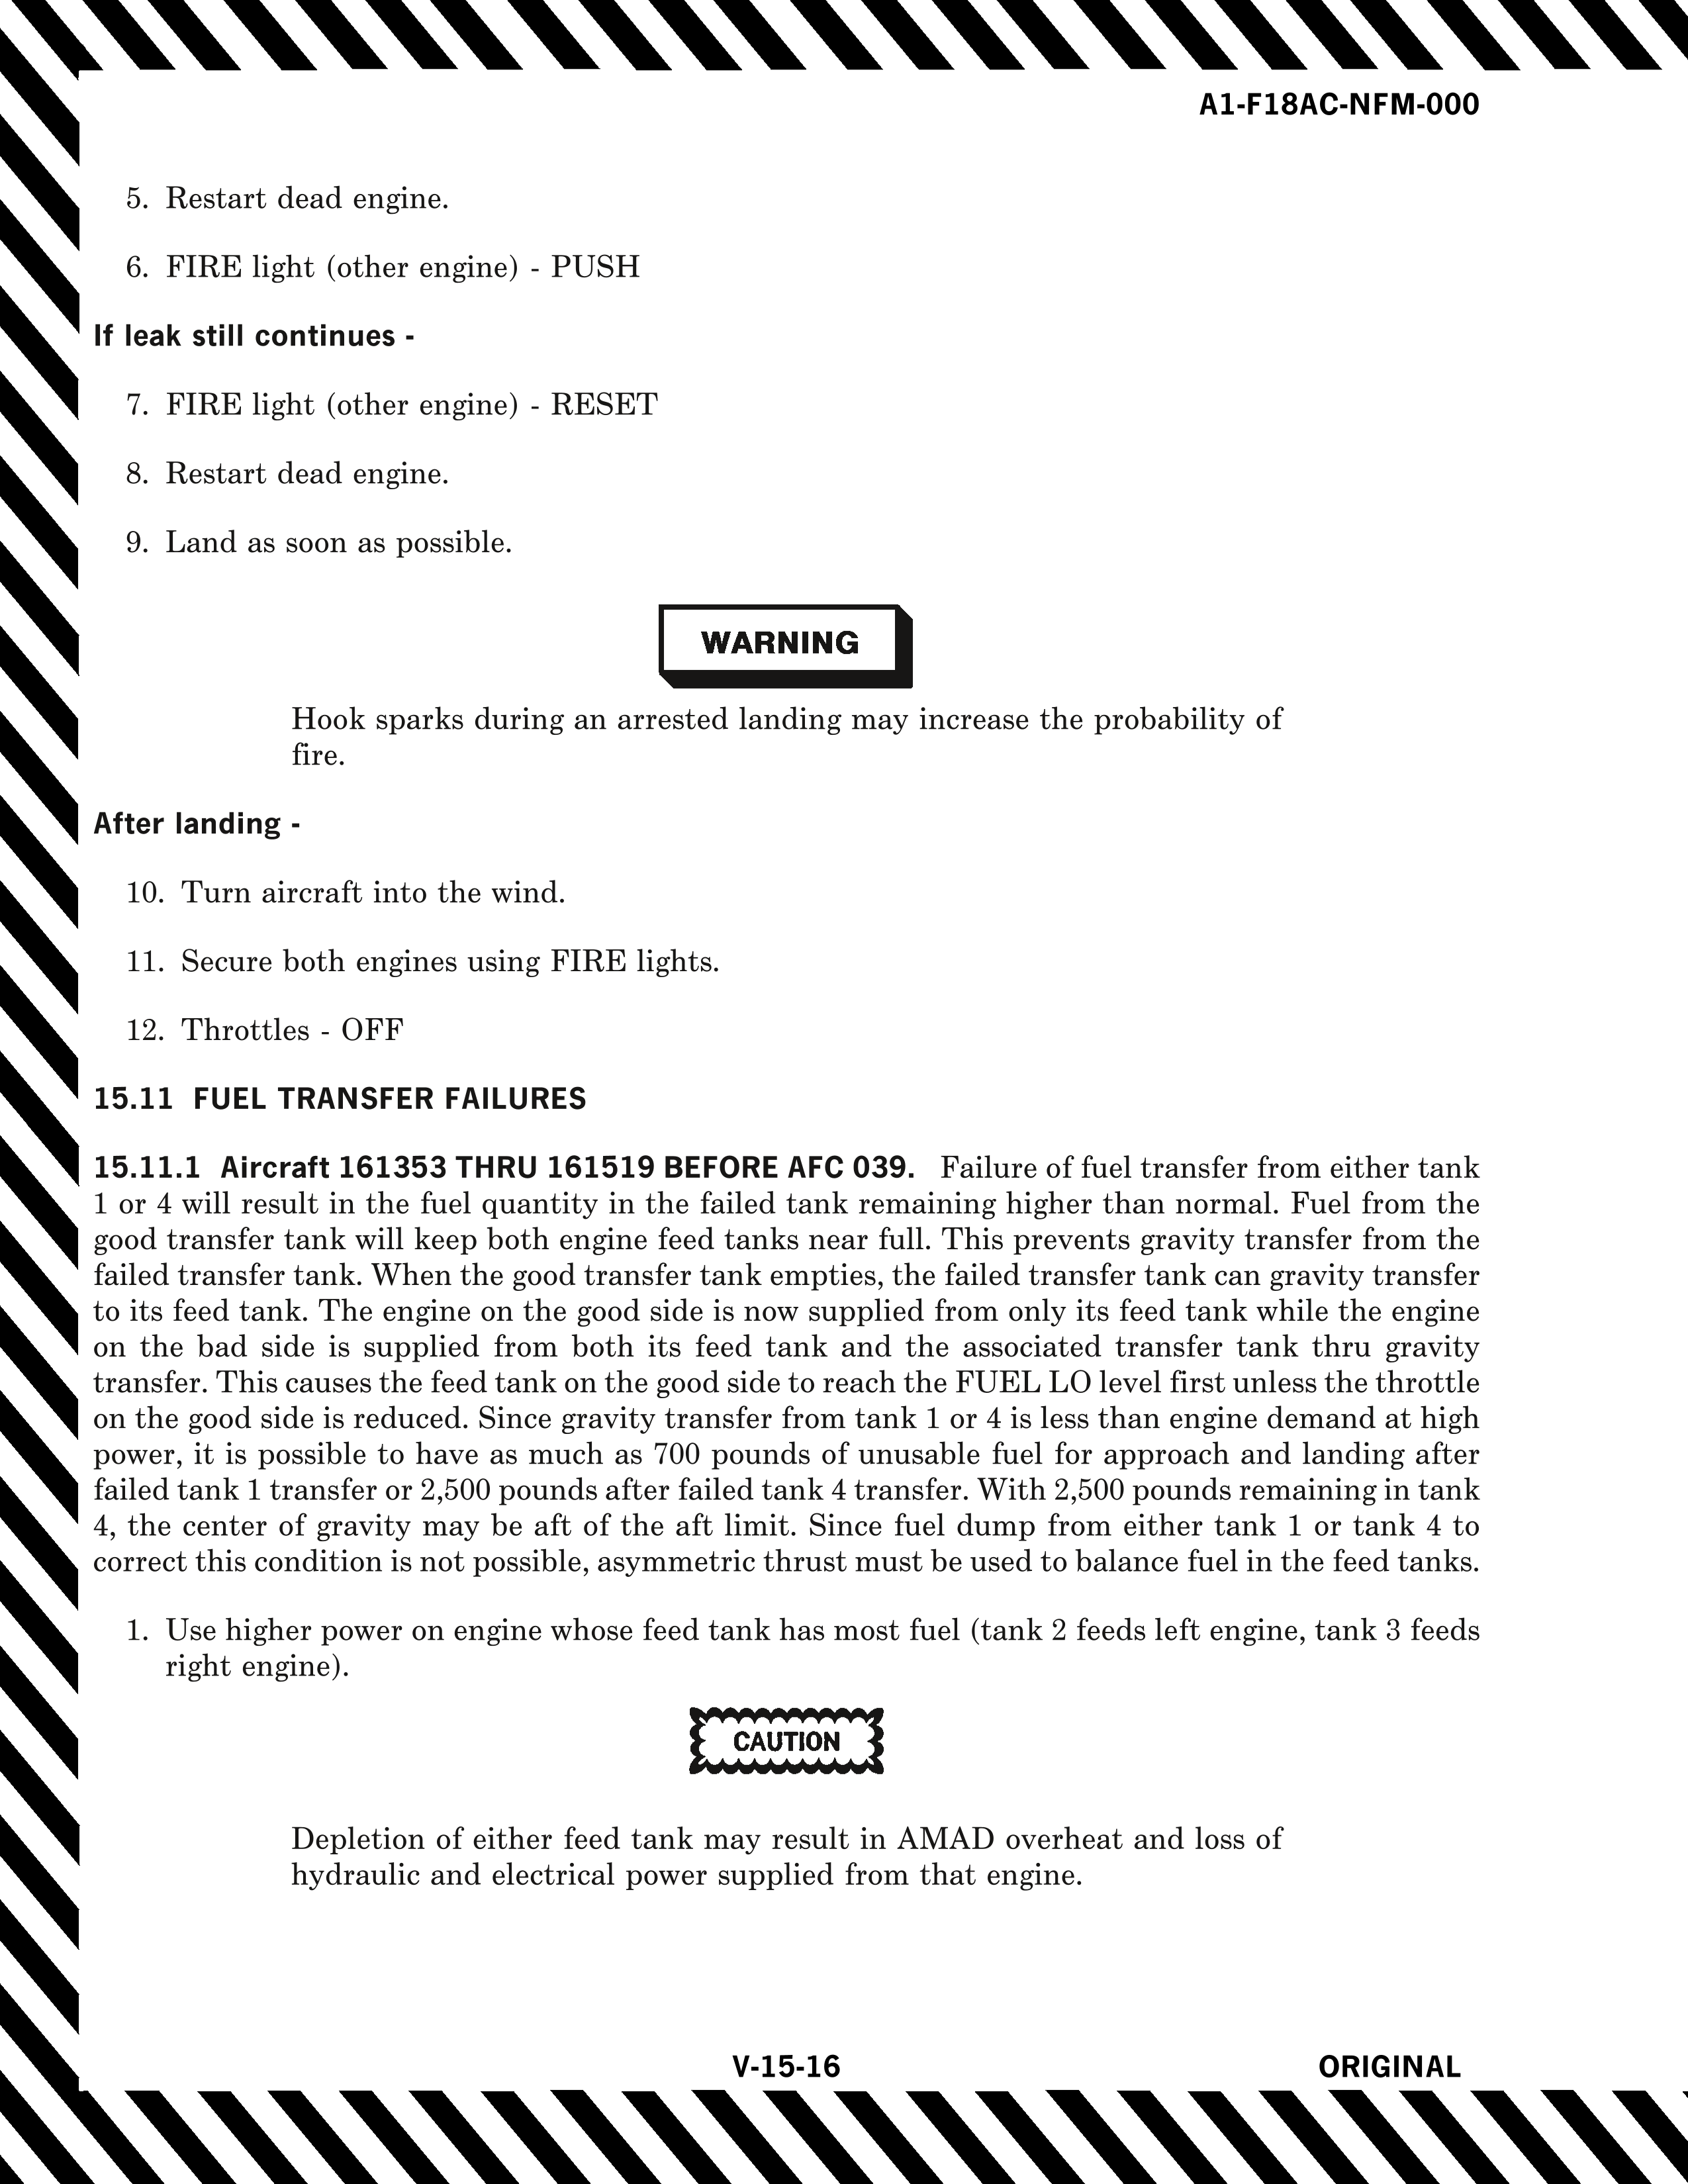 A1-F18AC-NFM-000
5. Restart dead engine.
6. FIRE light (other engine) - PUSH
If leak still continues -
7. FIRE light (other engine) - RESET
8. Restart dead engine.
9. Land as soon as possible.
WARNING
Hook sparks during an arrested landing may increase the probability of
fire.
After landing -
10. Turn aircraft into the wind.
11. Secure both engines using FIRE lights.
12. Throttles - OFF
15.11 FUEL TRANSFER FAILURES
15.11.1 Aircraft 161353 THRU 161519 BEFORE AFC 039. Failure of fuel transfer from either tank
1 or 4 will result in the fuel quantity in the failed tank remaining higher than normal. Fuel from the
good transfer tank will keep both engine feed tanks near full. This prevents gravity transfer from the
failed transfer tank. When the good transfer tank empties, the failed transfer tank can gravity transfer
to its feed tank. The engine on the good side is now supplied from only its feed tank while the engine
on the bad side is supplied from both its feed tank and the associated transfer tank thru gravity
transfer. This causes the feed tank on the good side to reach the FUEL LO level first unless the throttle
on the good side is reduced. Since gravity transfer from tank 1 or 4 is less than engine demand at high
power, it is possible to have as much as 700 pounds of unusable fuel for approach and landing after
failed tank 1 transfer or 2,500 pounds after failed tank 4 transfer. With 2,500 pounds remaining in tank
4, the center of gravity may be aft of the aft limit. Since fuel dump from either tank 1 or tank 4 to
correct this condition is not possible, asymmetric thrust must be used to balance fuel in the feed tanks.
1. Use higher power on engine whose feed tank has most fuel (tank 2 feeds left engine, tank 3 feeds
right engine).
CAUTION
Depletion of either feed tank may result in AMAD overheat and loss of
hydraulic and electrical power supplied from that engine.
V-15-16
ORIGINAL